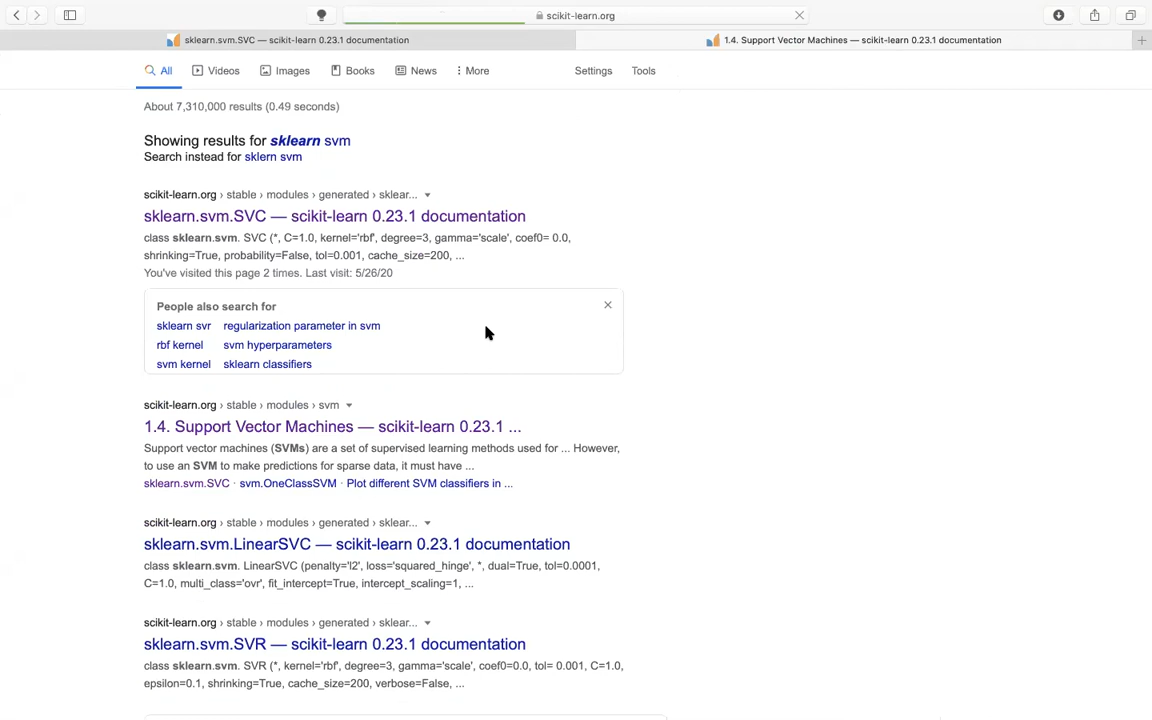 scikit-learn.org
sklearn.svm.SVC — scikit-learn 0.23.1 documentation
1.4. Support Vector Machines — scikit-learn 0.23.1 documentation
All Videos Images Books News More Settings Tools
About 7,310,000 results (0.49 seconds)
Showing results for sklearn svm
Search instead for sklern svm
scikit-learn.org › stable › modules › generated › sklear...
sklearn.svm.SVC — scikit-learn 0.23.1 documentation
class sklearn.svm. SVC (*, C=1.0, kernel='rbf', degree=3, gamma='scale', coef0= 0.0,
shrinking=True, probability=False, tol=0.001, cache_size=200, ...
You've visited this page 2 times. Last visit: 5/26/20
People also search for
sklearn svr regularization parameter in svm
rbf kernel svm hyperparameters
svm kernel sklearn classifiers
scikit-learn.org › stable › modules › svm
1.4. Support Vector Machines — scikit-learn 0.23.1 ...
Support vector machines (SVMs) are a set of supervised learning methods used for ... However,
to use an SVM to make predictions for sparse data, it must have ...
sklearn.svm.SVC · svm.OneClassSVM · Plot different SVM classifiers in ...
scikit-learn.org › stable › modules › generated › sklear...
sklearn.svm.LinearSVC — scikit-learn 0.23.1 documentation
class sklearn.svm. LinearSVC (penalty='l2', loss='squared_hinge', *, dual=True, tol=0.0001,
C=1.0, multi_class='ovr', fit_intercept=True, intercept_scaling=1, ...
scikit-learn.org › stable › modules › generated › sklear...
sklearn.svm.SVR — scikit-learn 0.23.1 documentation
class sklearn.svm. SVR (*, kernel='rbf', degree=3, gamma='scale', coef0=0.0, tol= 0.001, C=1.0,
epsilon=0.1, shrinking=True, cache_size=200, verbose=False, ...